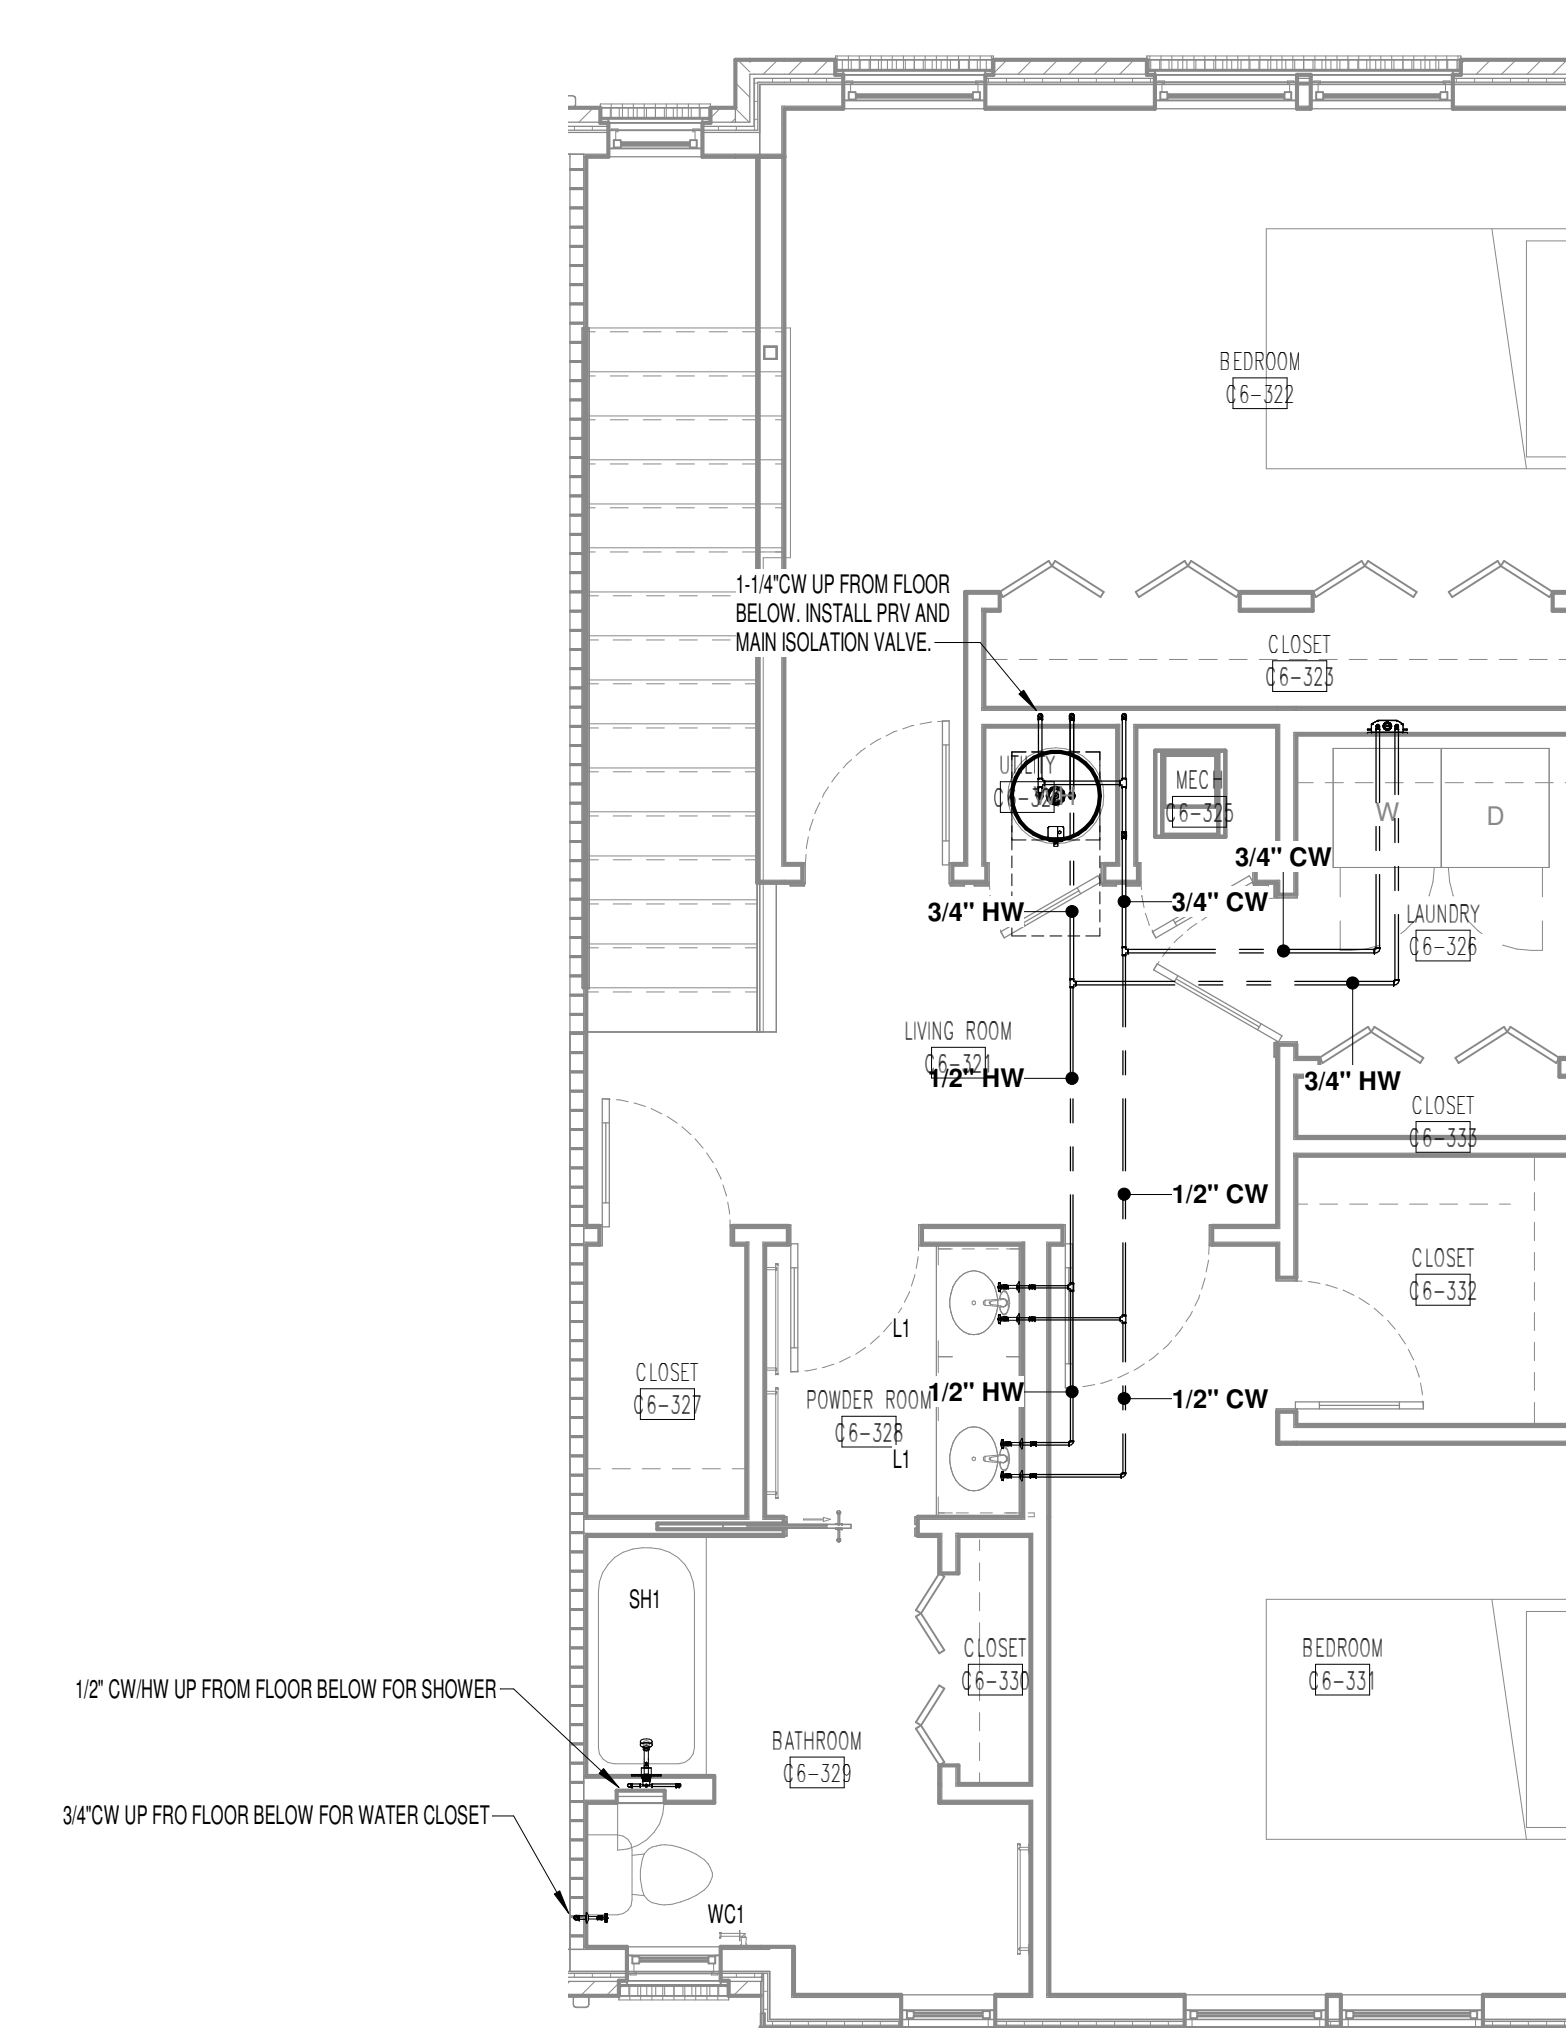 BEDROOM
C6-322
1-1/4"CW UP FROM FLOOR
BELOW. INSTALL PRV AND
MAIN ISOLATION VALVE.
CLOSET
C6-323
UTILITY
MECH
C6-325
W
D
3/4" CW
3/4" HW
3/4" CW
LAUNDRY
C6-326
LIVING ROOM
C6-321
1/2" HW
3/4" HW
CLOSET
C6-333
1/2" CW
CLOSET
C6-332
L1
CLOSET
C6-327
POWDER ROOM
C6-328
1/2" HW
1/2" CW
L1
SH1
CLOSET
C6-330
BEDROOM
C6-331
1/2" CW/HW UP FROM FLOOR BELOW FOR SHOWER
BATHROOM
C6-329
3/4"CW UP FRO FLOOR BELOW FOR WATER CLOSET
WC1